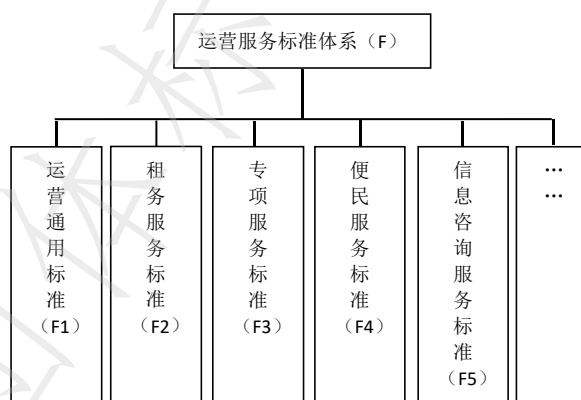 运营服务标准体系（F）
运营通用标准（F1）
租务服务标准（F2）
专项服务标准（F3）
便民服务标准（F4）
信息咨询服务标准（F5）
……